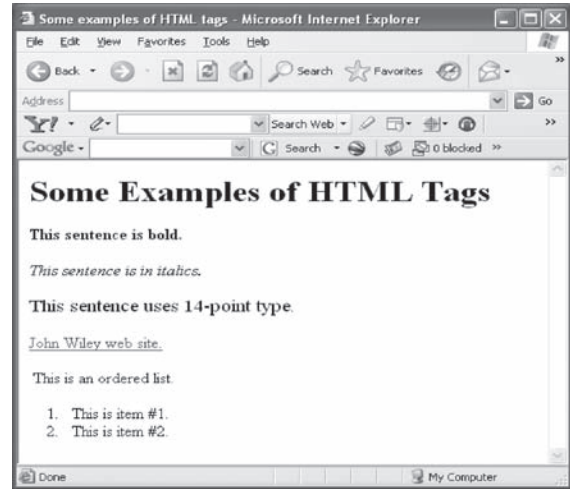 Some examples of HTML tags - Microsoft Internet Explorer
File Edit View Favorites Tools Help
Back Search Favorites »
Address Go
Y! Search Web »
Google Search 0 blocked »
Some Examples of HTML Tags
This sentence is bold.
This sentence is in italics.
This sentence uses 14-point type.
John Wiley web site.
This is an ordered list.
1. This is item #1.
2. This is item #2.
Done My Computer